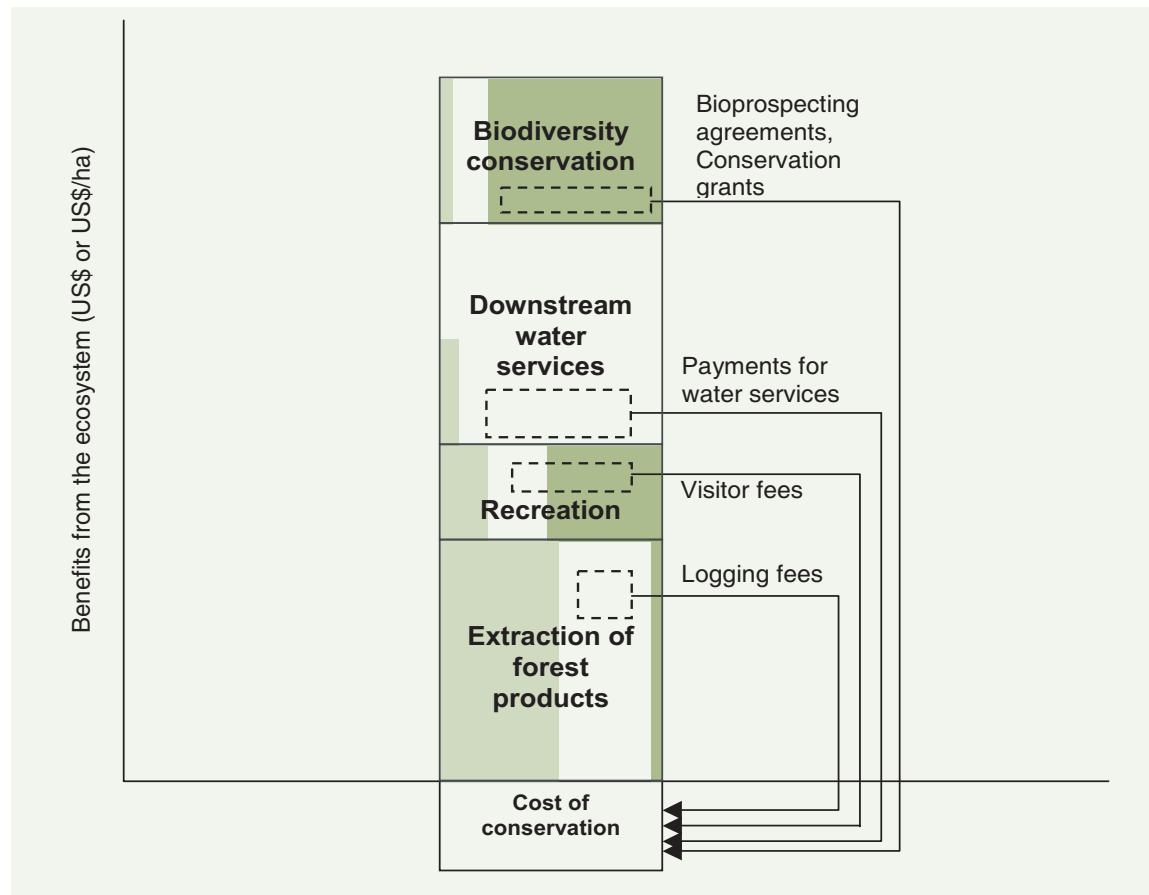 Benefits from the ecosystem (US$ or US$/ha)
Biodiversity
conservation
Bioprospecting
agreements,
Conservation
grants
Downstream
water
services
Payments for
water services
Recreation
Visitor fees
Logging fees
Extraction of
forest
products
Cost of
conservation